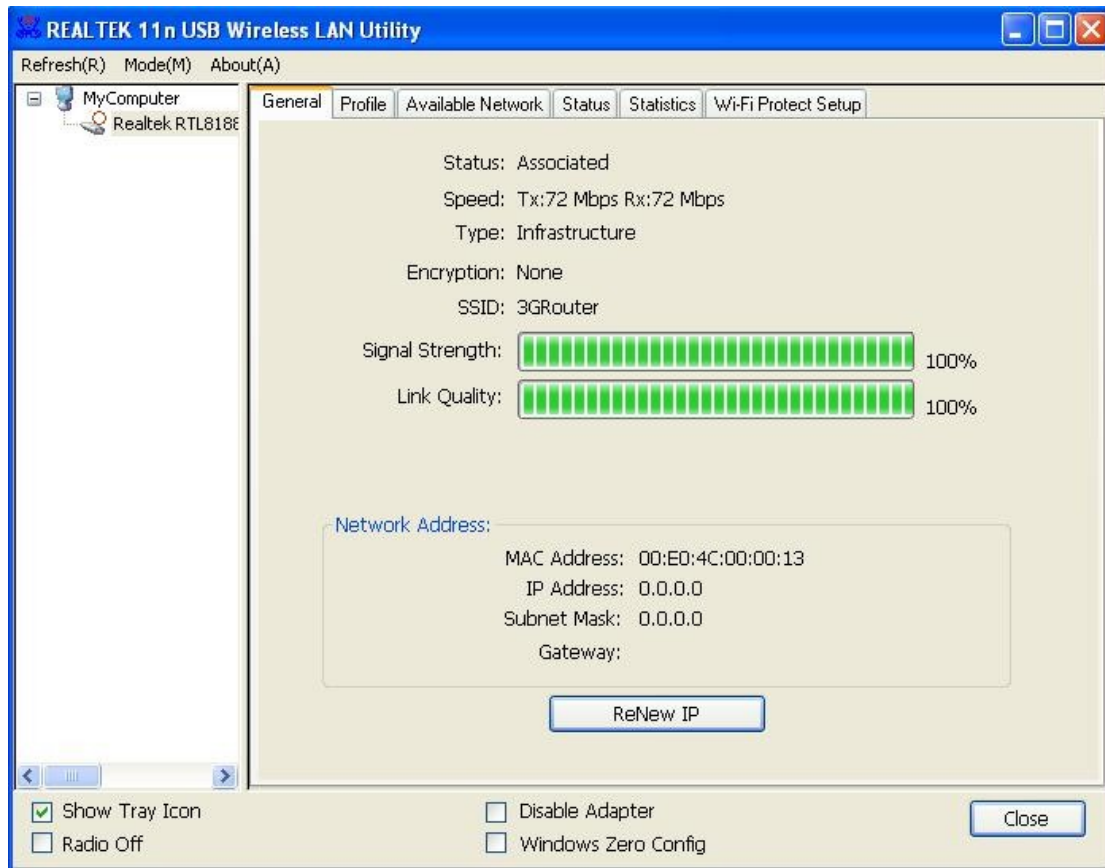 REALTEK 11n USB Wireless LAN Utility
Refresh(R) Mode(M) About(A)
MyComputer
Realtek RTL8188
General Profile Available Network Status Statistics Wi-Fi Protect Setup
Status: Associated
Speed: Tx:72 Mbps Rx:72 Mbps
Type: Infrastructure
Encryption: None
SSID: 3GRouter
Signal Strength: 100%
Link Quality: 100%
Network Address:
MAC Address: 00:E0:4C:00:00:13
IP Address: 0.0.0.0
Subnet Mask: 0.0.0.0
Gateway:
ReNew IP
Show Tray Icon
Radio Off
Disable Adapter
Windows Zero Config
Close